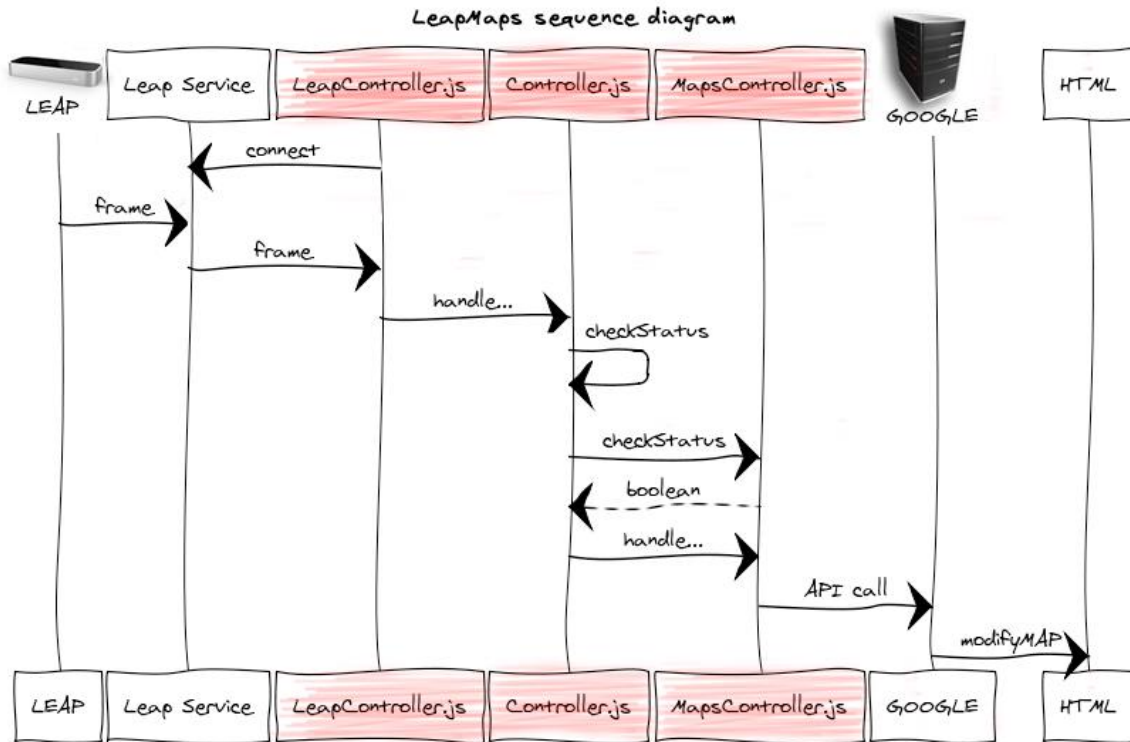 LeapMaps sequence diagram
LEAP
Leap Service
LeapController.js
Controller.js
MapsController.js
GOOGLE
HTML
connect
frame
frame
handle...
checkStatus
checkStatus
boolean
handle...
API call
modifyMAP
LEAP
Leap Service
LeapController.js
Controller.js
MapsController.js
GOOGLE
HTML